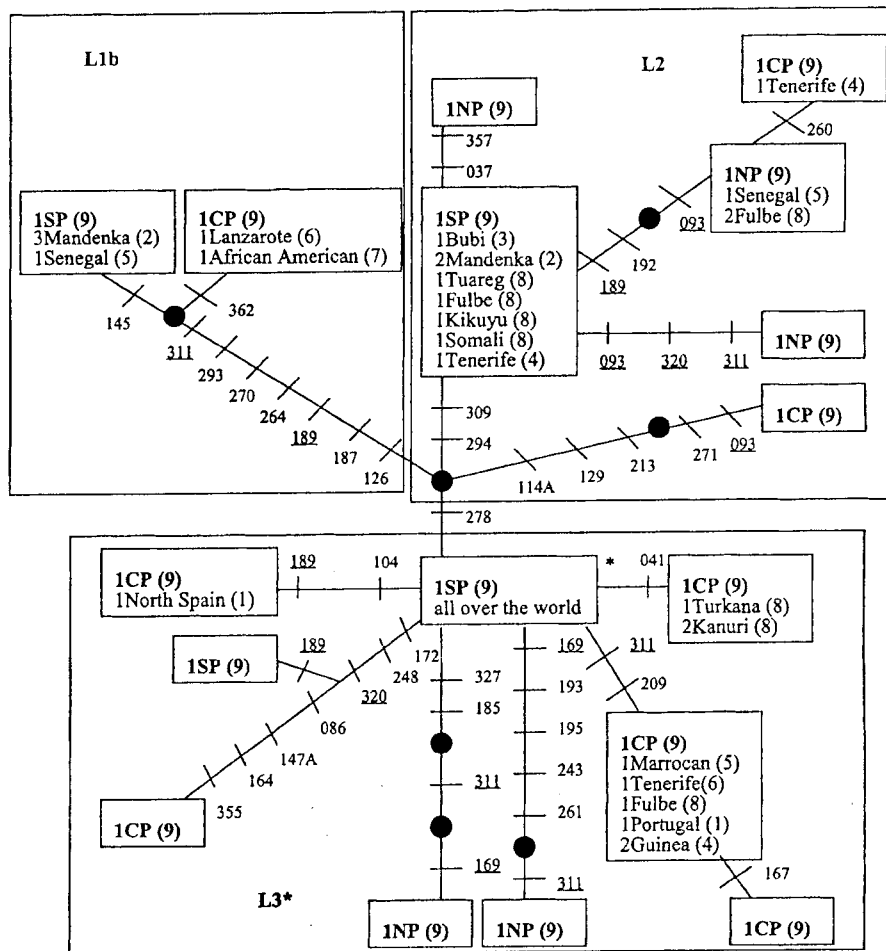 L1b
L2
1CP (9)
1Tenerife (4)
260
1NP (9)
357
037
1NP (9)
1Senegal (5)
2Fulbe (8)
093
192
189
1SP (9)
3Mandenka (2)
1Senegal (5)
1CP (9)
1Lanzarote (6)
1African American (7)
1SP (9)
1Bubi (3)
2Mandenka (2)
1Tuareg (8)
1Fulbe (8)
1Kikuyu (8)
1Somali (8)
1Tenerife (4)
145
362
311
293
270
264
189
187
126
093
320
311
1NP (9)
309
294
1CP (9)
114A
129
213
271
093
278
1CP (9)
1North Spain (1)
189
104
1SP (9)
all over the world
*
041
1CP (9)
1Turkana (8)
2Kanuri (8)
1SP (9)
189
172
248
320
086
147A
164
355
1CP (9)
327
185
311
169
1NP (9)
169
193
195
243
261
311
1NP (9)
311
209
1CP (9)
1Marrocan (5)
1Tenerife(6)
1Fulbe (8)
1Portugal (1)
2Guinea (4)
167
1CP (9)
L3*